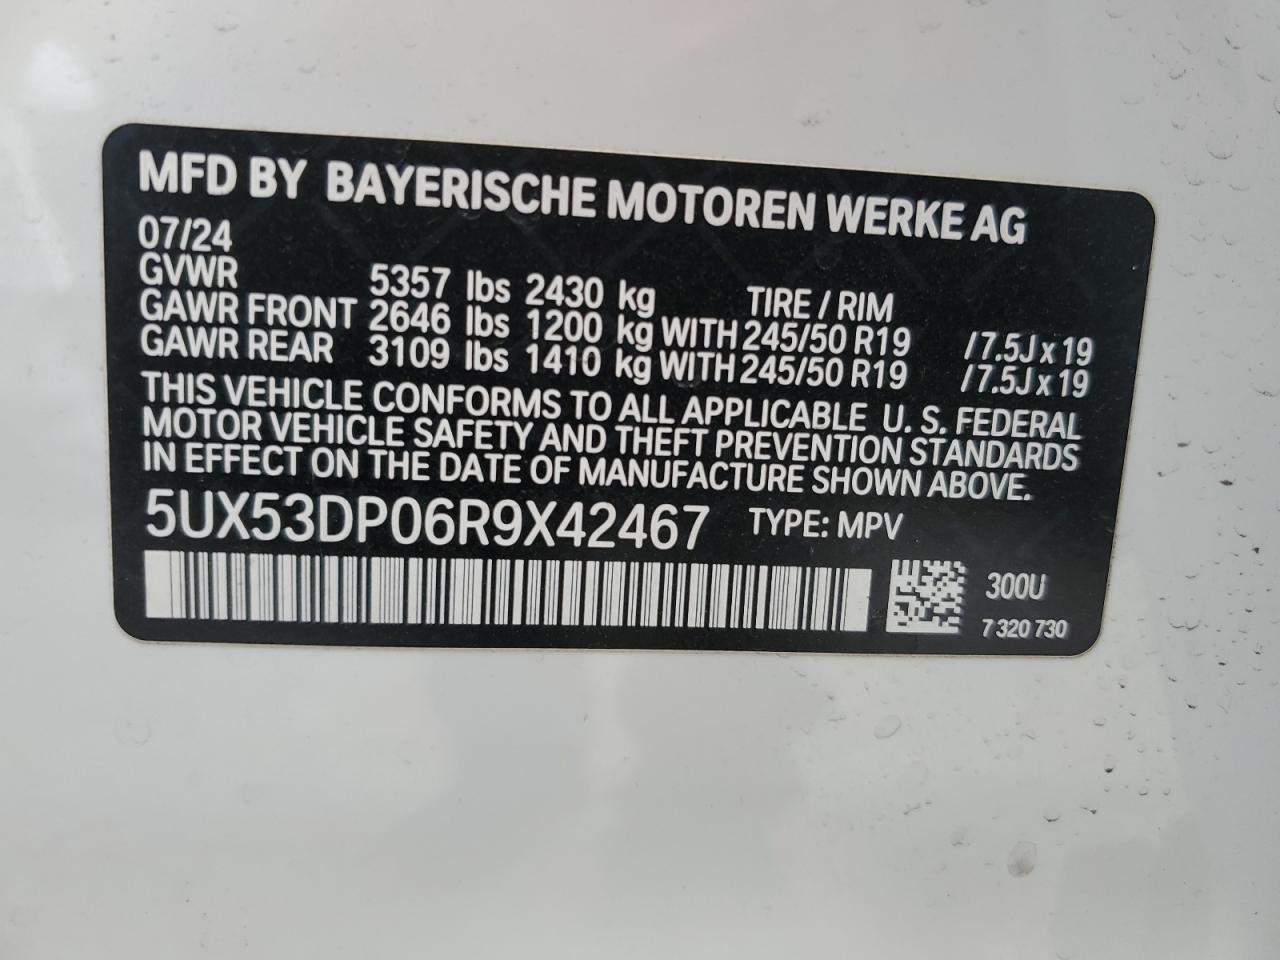 MFD BY BAYERISCHE MOTOREN WERKE AG
07/24
GVWR 5357 lbs 2430 kg TIRE / RIM
GAWR FRONT 2646 lbs 1200 kg WITH 245/50 R19 / 7.5J x 19
GAWR REAR 3109 lbs 1410 kg WITH 245/50 R19 / 7.5J x 19
THIS VEHICLE CONFORMS TO ALL APPLICABLE U. S. FEDERAL
MOTOR VEHICLE SAFETY AND THEFT PREVENTION STANDARDS
IN EFFECT ON THE DATE OF MANUFACTURE SHOWN ABOVE.
5UX53DP06R9X42467 TYPE: MPV
300U
7 320 730